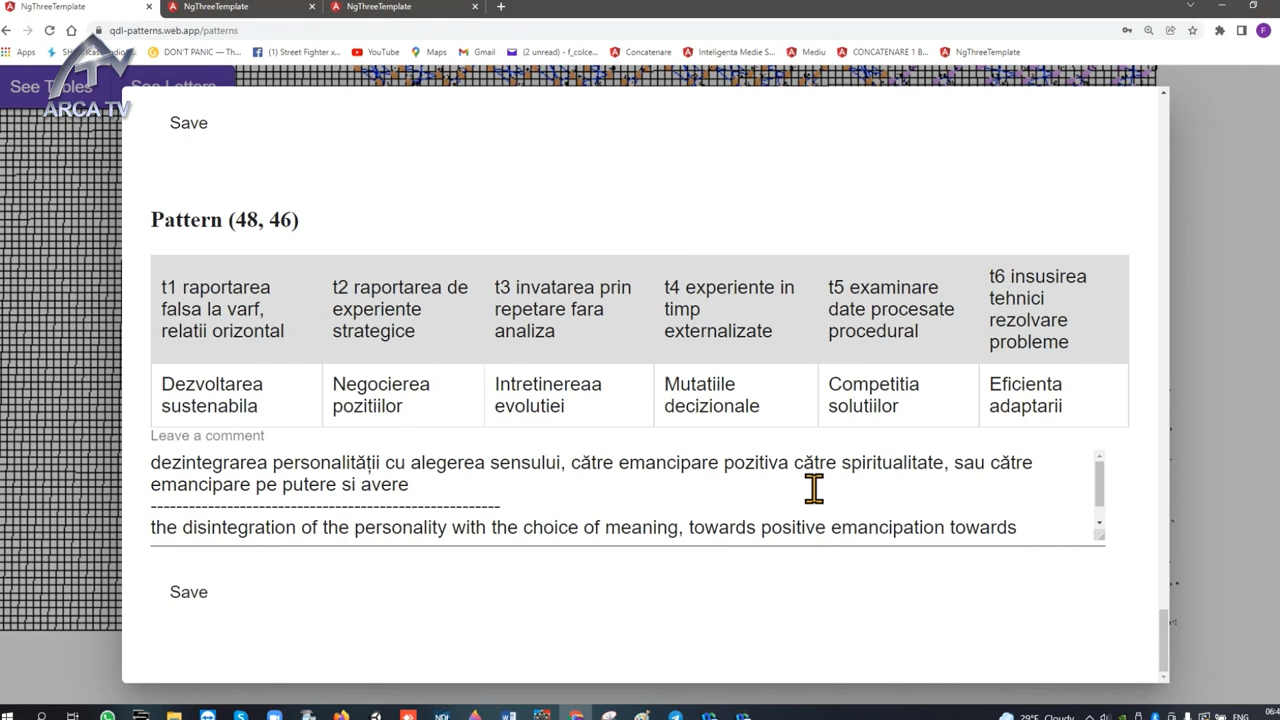 NgThreeTemplate
NgThreeTemplate
NgThreeTemplate
qdl-patterns.web.app/patterns
Apps
DON'T PANIC — Th...
(1) Street Fighter x...
YouTube
Maps
Gmail
(2 unread) - f_colce...
Concatenare
Inteligenta Medie S...
Mediu
CONCATENARE 1 B...
NgThreeTemplate
See Tables
See Letters
ARCA TV
Save
Pattern (48, 46)
t1 raportarea
falsa la varf,
relatii orizontal
t2 raportarea de
experiente
strategice
t3 invatarea prin
repetare fara
analiza
t4 experiente in
timp
externalizate
t5 examinare
date procesate
procedural
t6 insusirea
tehnici
rezolvare
probleme
Dezvoltarea
sustenabila
Negocierea
pozitiilor
Intretinereaa
evolutiei
Mutatiile
decizionale
Competitia
solutiilor
Eficienta
adaptarii
Leave a comment
dezintegrarea personalității cu alegerea sensului, către emancipare pozitiva către spiritualitate, sau către
emancipare pe putere si avere
------------------------------------------------------
the disintegration of the personality with the choice of meaning, towards positive emancipation towards
Save
29°F Cloudy
ENG